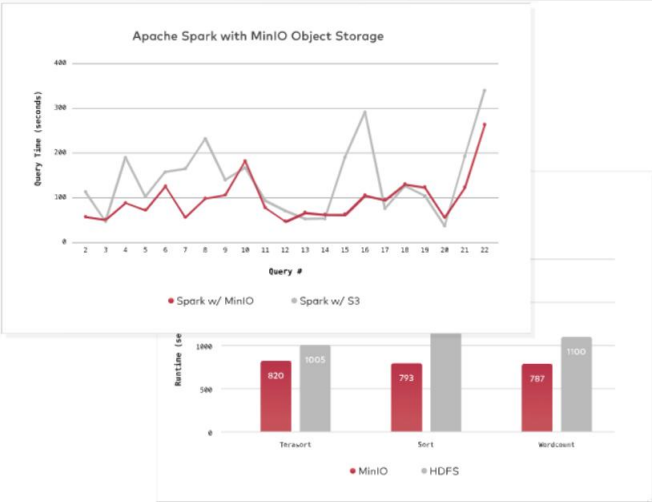 Apache Spark with MinIO Object Storage
Query Time (seconds)
400
300
200
100
0
2 3 4 5 6 7 8 9 10 11 12 13 14 15 16 17 18 19 20 21 22
Query #
Spark w/ MinIO Spark w/ S3
Runtime (se
1000
500
0
820 1005 793 787 1100
Terasort Sort Wordcount
MinIO HDFS